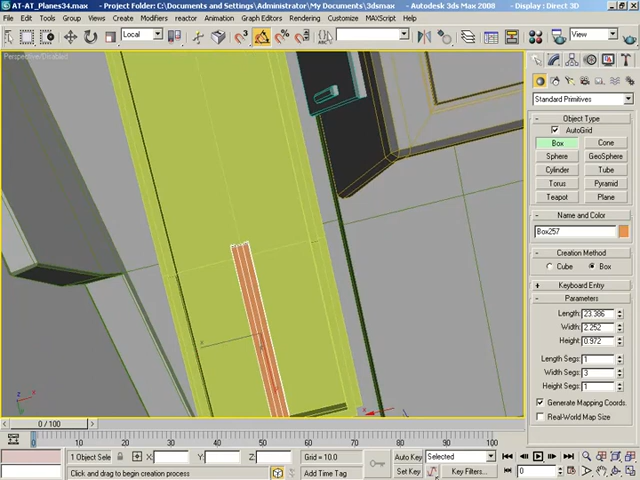 AT-AT_Planes34.max - Project Folder: C:\Documents and Settings\Administrator\My Documents\3dsmax - Autodesk 3ds Max 2008 - Display : Direct 3D
File Edit Tools Group Views Create Modifiers reactor Animation Graph Editors Rendering Customize MAXScript Help
Local
View
Perspective/Disabled
Standard Primitives
Object Type
AutoGrid
Box Cone
Sphere GeoSphere
Cylinder Tube
Torus Pyramid
Teapot Plane
Name and Color
Box257
Creation Method
Cube Box
Keyboard Entry
Parameters
Length: 23.386
Width: 2.252
Height: 0.972
Length Segs: 1
Width Segs: 3
Height Segs: 1
Generate Mapping Coords.
Real-World Map Size
0 / 100
0 10 20 30 40 50 60 70 80 90 100
1 Object Sele X: Y: Z: Grid = 10.0 Auto Key Selected
Click and drag to begin creation process Add Time Tag Set Key Key Filters... 0